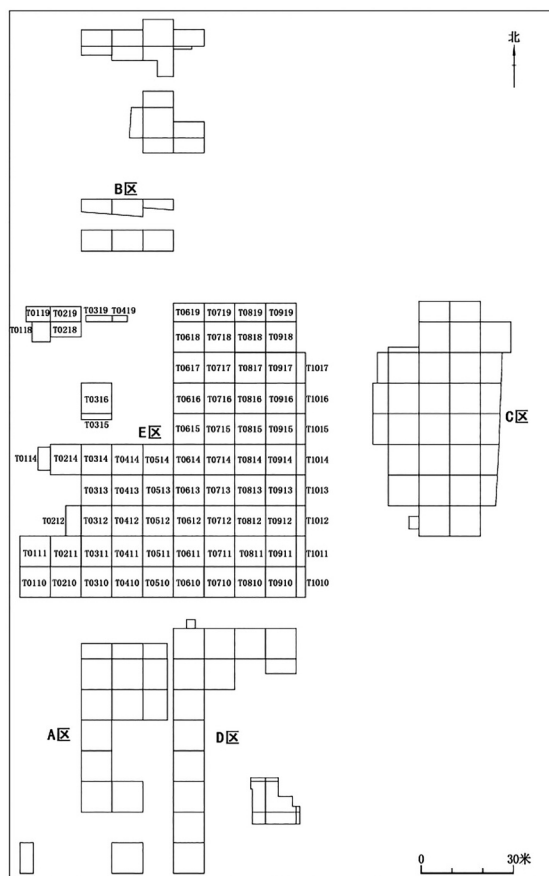 北
B区
T0119 T0219 T0319 T0419 T0619 T0719 T0819 T0919
T0118 T0218 T0618 T0718 T0818 T0918
T0617 T0717 T0817 T0917 T1017
T0316 T0616 T0716 T0816 T0916 T1016
T0315 T0615 T0715 T0815 T0915 T1015
E区
C区
T0114 T0214 T0314 T0414 T0514 T0614 T0714 T0814 T0914 T1014
T0313 T0413 T0513 T0613 T0713 T0813 T0913 T1013
T0212 T0312 T0412 T0512 T0612 T0712 T0812 T0912 T1012
T0111 T0211 T0311 T0411 T0511 T0611 T0711 T0811 T0911 T1011
T0110 T0210 T0310 T0410 T0510 T0610 T0710 T0810 T0910 T1010
A区
D区
0 30米